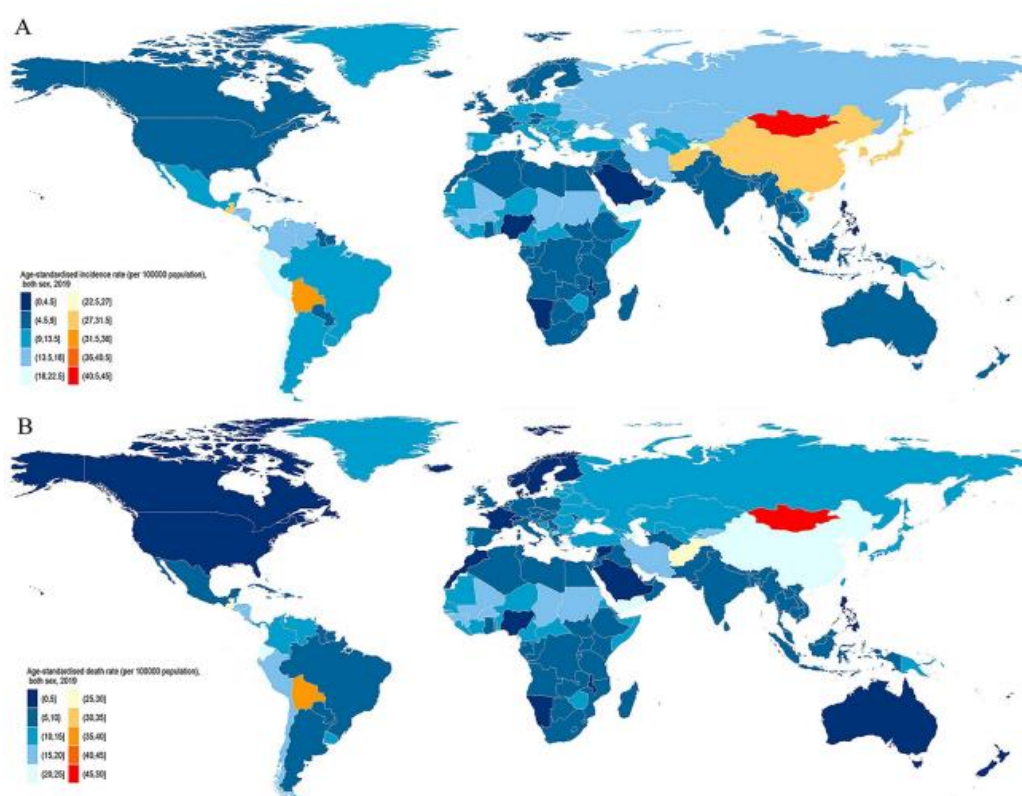 A
Age-standardised incidence rate (per 100000 population),
both sex, 2019
(0,4.5] (22.5,27]
(4.5,9] (27,31.5]
(9,13.5] (31.5,36]
(13.5,18] (36,40.5]
(18,22.5] (40.5,45]
B
Age-standardised death rate (per 100000 population),
both sex, 2019
(0,5] (25,30]
(5,10] (30,35]
(10,15] (35,40]
(15,20] (40,45]
(20,25] (45,50]